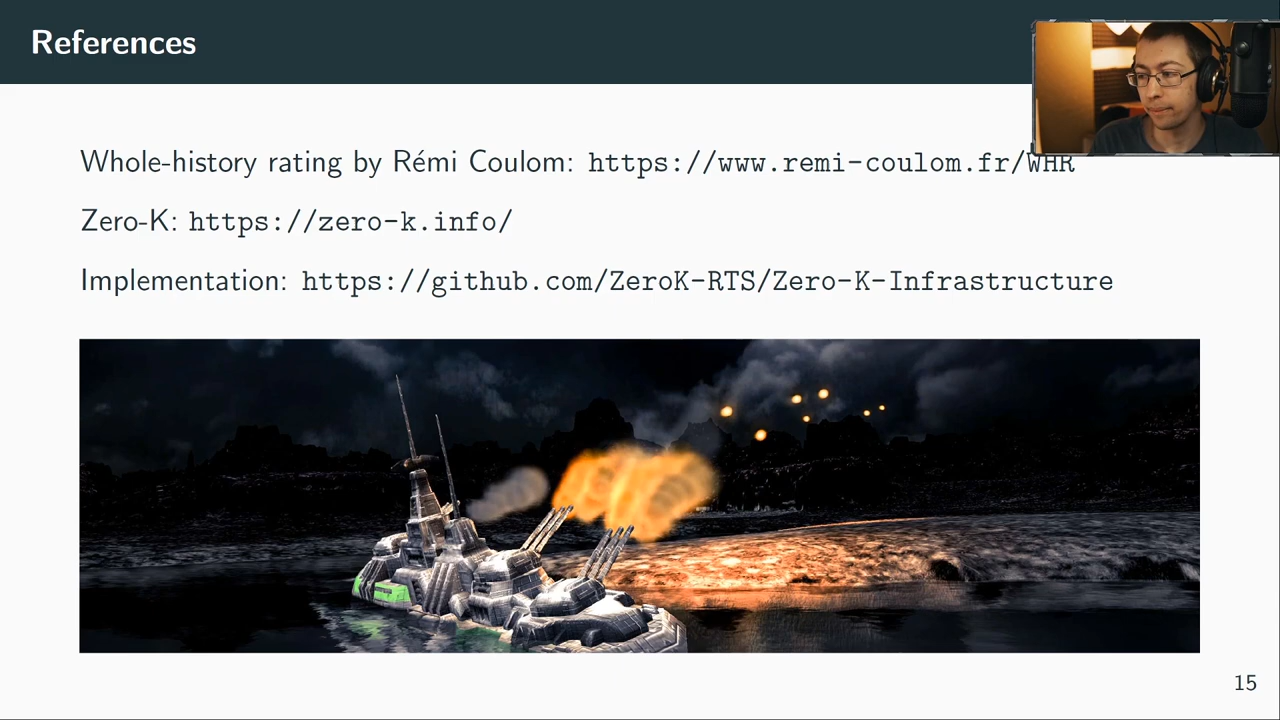 References
Whole-history rating by Rémi Coulom: https://www.remi-coulom.fr/WHR
Zero-K: https://zero-k.info/
Implementation: https://github.com/ZeroK-RTS/Zero-K-Infrastructure
15